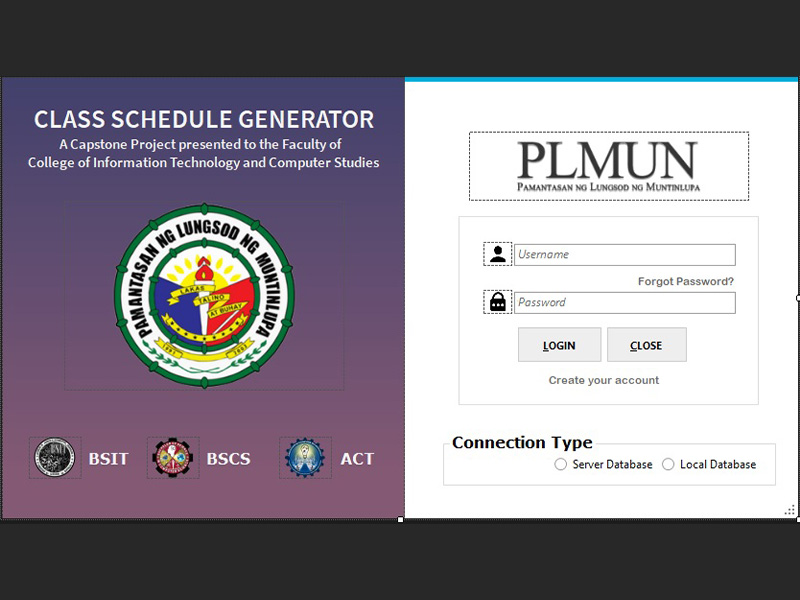 CLASS SCHEDULE GENERATOR
A Capstone Project presented to the Faculty of
College of Information Technology and Computer Studies
PAMANTASAN NG LUNGSOD NG MUNTINLUPA
LAKAS
TALINO
AT BUHAY
1991
BSIT
BSCS
ACT
PLMUN
PAMANTASAN NG LUNGSOD NG MUNTINLUPA
Username
Forgot Password?
Password
LOGIN
CLOSE
Create your account
Connection Type
Server Database
Local Database